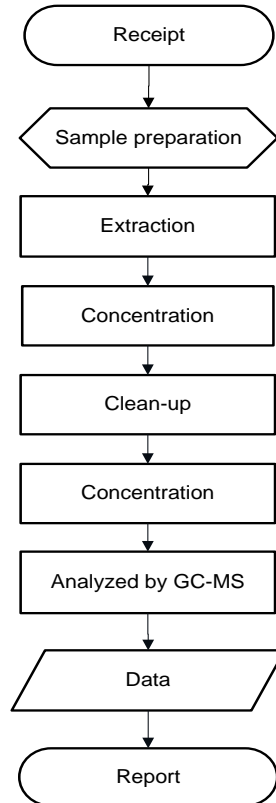 Receipt
Sample preparation
Extraction
Concentration
Clean-up
Concentration
Analyzed by GC-MS
Data
Report